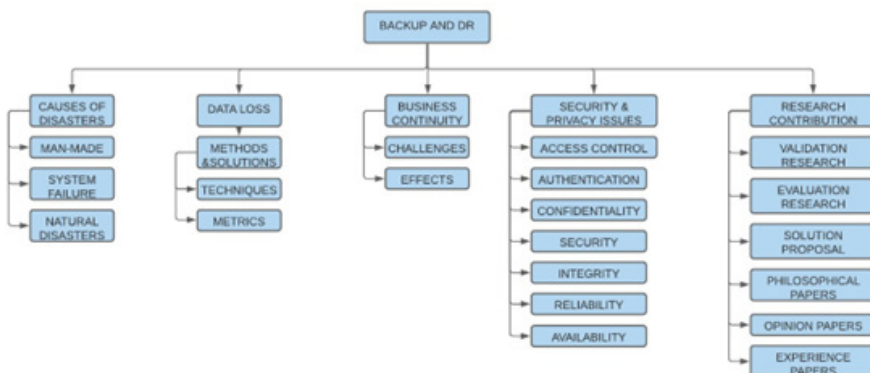 BACKUP AND DR
CAUSES OF
DISASTERS
MAN-MADE
SYSTEM
FAILURE
NATURAL
DISASTERS
DATA LOSS
METHODS
&SOLUTIONS
TECHNIQUES
METRICS
BUSINESS
CONTINUITY
CHALLENGES
EFFECTS
SECURITY &
PRIVACY ISSUES
ACCESS CONTROL
AUTHENTICATION
CONFIDENTIALITY
SECURITY
INTEGRITY
RELIABILITY
AVAILABILITY
RESEARCH
CONTRIBUTION
VALIDATION
RESEARCH
EVALUATION
RESEARCH
SOLUTION
PROPOSAL
PHILOSOPHICAL
PAPERS
OPINION PAPERS
EXPERIENCE
PAPERS